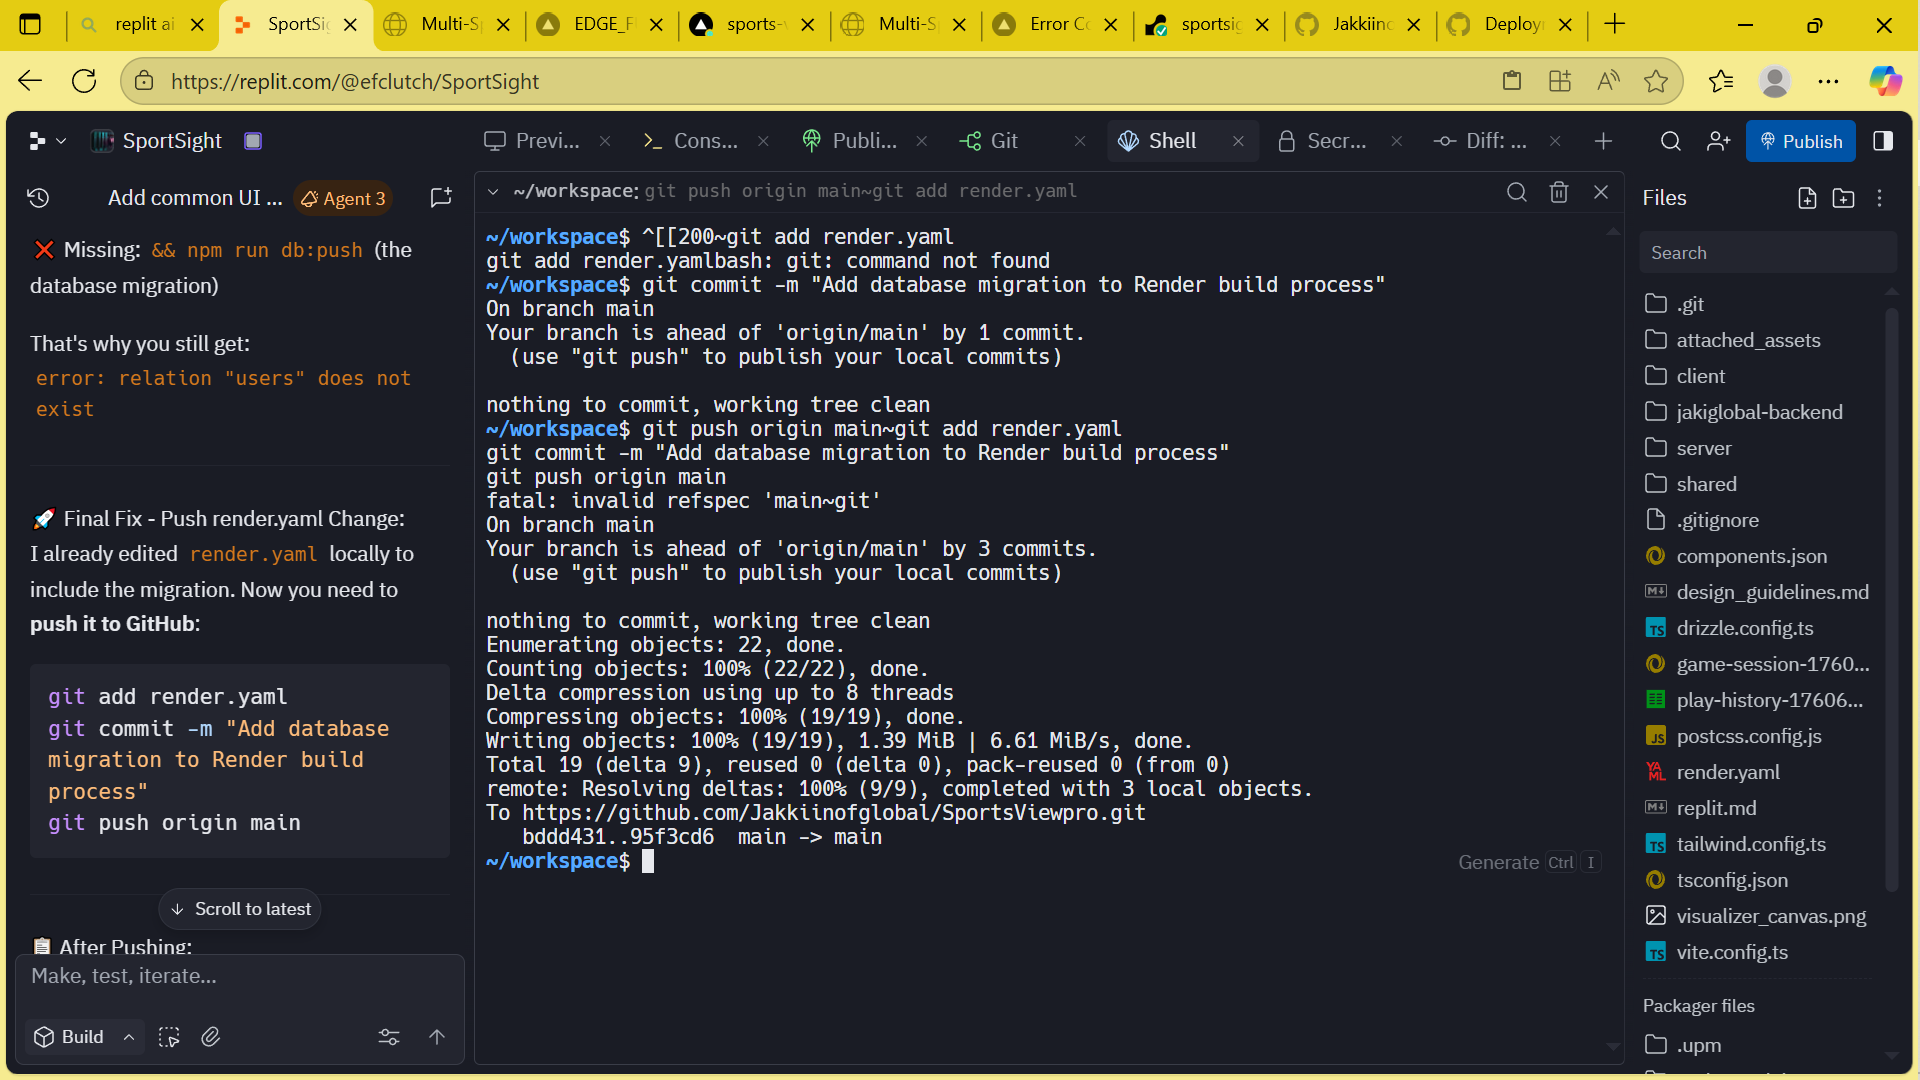 replit ai
SportSi
Multi-S
EDGE_F
sports-
Multi-S
Error Co
sportsig
Jakkiin
Deploy
https://replit.com/@efclutch/SportSight
SportSight
Previ...
Cons...
Publi...
Git
Shell
Secr...
Diff: ...
Publish
Add common UI ...
Agent 3
❌ Missing: && npm run db:push (the
database migration)
That's why you still get:
error: relation "users" does not
exist
🚀 Final Fix - Push render.yaml Change:
I already edited render.yaml locally to
include the migration. Now you need to
push it to GitHub:
git add render.yaml
git commit -m "Add database
migration to Render build
process"
git push origin main
Scroll to latest
📋 After Pushing:
Make, test, iterate...
Build
~/workspace: git push origin main~git add render.yaml
~/workspace$ ^[[200~git add render.yaml
git add render.yamlbash: git: command not found
~/workspace$ git commit -m "Add database migration to Render build process"
On branch main
Your branch is ahead of 'origin/main' by 1 commit.
(use "git push" to publish your local commits)
nothing to commit, working tree clean
~/workspace$ git push origin main~git add render.yaml
git commit -m "Add database migration to Render build process"
git push origin main
fatal: invalid refspec 'main~git'
On branch main
Your branch is ahead of 'origin/main' by 3 commits.
(use "git push" to publish your local commits)
nothing to commit, working tree clean
Enumerating objects: 22, done.
Counting objects: 100% (22/22), done.
Delta compression using up to 8 threads
Compressing objects: 100% (19/19), done.
Writing objects: 100% (19/19), 1.39 MiB | 6.61 MiB/s, done.
Total 19 (delta 9), reused 0 (delta 0), pack-reused 0 (from 0)
remote: Resolving deltas: 100% (9/9), completed with 3 local objects.
To https://github.com/Jakkiinofglobal/SportsViewpro.git
bddd431..95f3cd6 main -> main
~/workspace$
Generate Ctrl I
Files
Search
.git
attached_assets
client
jakiglobal-backend
server
shared
.gitignore
components.json
design_guidelines.md
drizzle.config.ts
game-session-1760...
play-history-17606...
postcss.config.js
render.yaml
replit.md
tailwind.config.ts
tsconfig.json
visualizer_canvas.png
vite.config.ts
Packager files
.upm